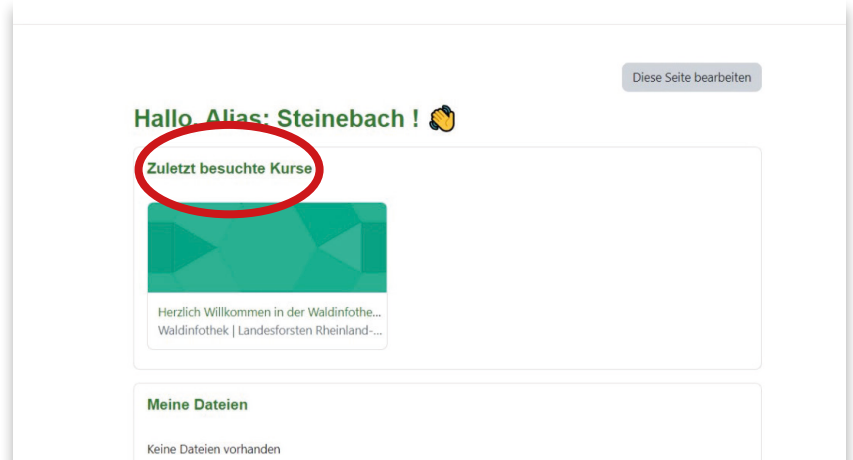 Diese Seite bearbeiten
Hallo, Alias: Steinebach ! 👋
Zuletzt besuchte Kurse
Herzlich Willkommen in der Waldinfothe...
Waldinfothek | Landesforsten Rheinland-...
Meine Dateien
Keine Dateien vorhanden